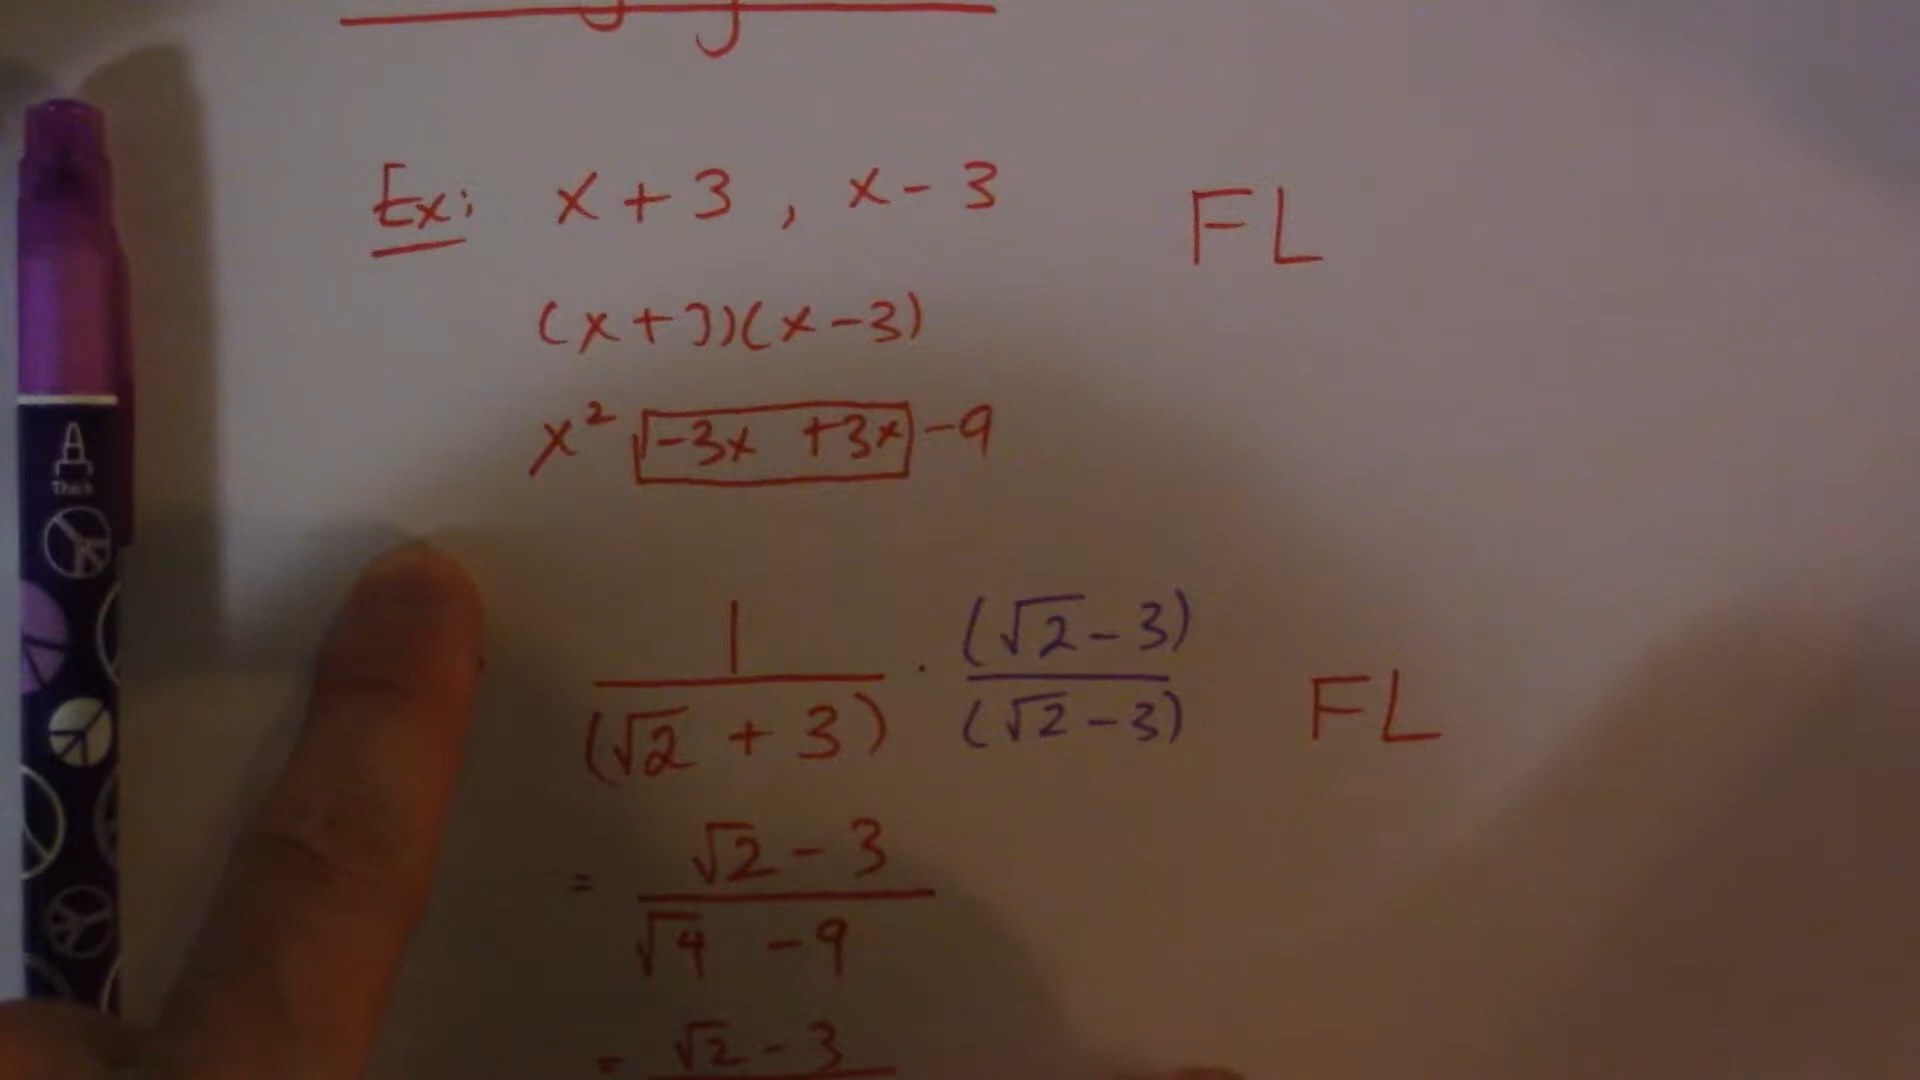 Ex: x + 3 , x - 3 FL
(x+3)(x-3)
x² -3x +3x -9
Thick
1 / (√2 + 3) · (√2 - 3) / (√2 - 3) FL
= √2 - 3 / √4 - 9
= √2 - 3